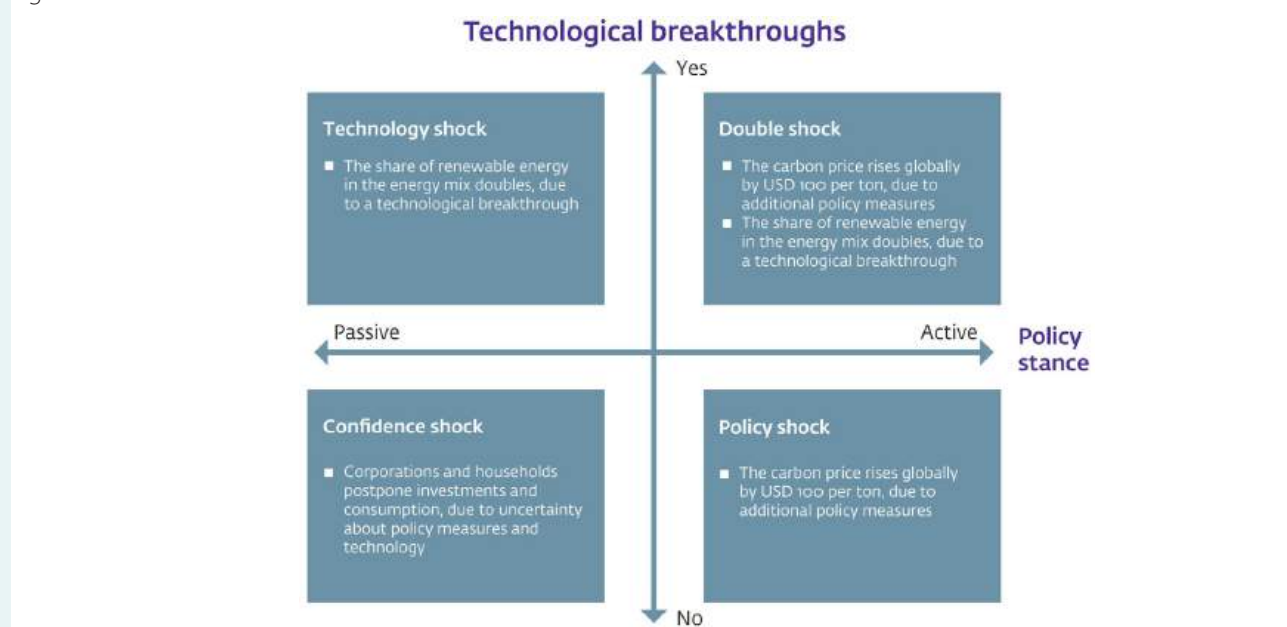 Technological breakthroughs
Yes
Technology shock
■ The share of renewable energy
in the energy mix doubles, due
to a technological breakthrough
Double shock
■ The carbon price rises globally
by USD 100 per ton, due to
additional policy measures
■ The share of renewable energy
in the energy mix doubles, due to
a technological breakthrough
Passive
Active
Policy
stance
Confidence shock
■ Corporations and households
postpone investments and
consumption, due to uncertainty
about policy measures and
technology
Policy shock
■ The carbon price rises globally
by USD 100 per ton, due to
additional policy measures
No